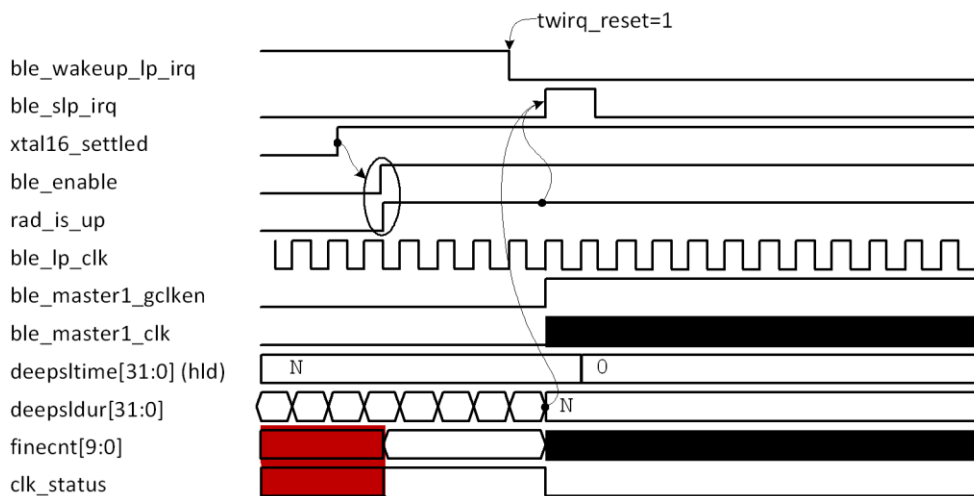 twirq_reset=1
ble_wakeup_lp_irq
ble_slp_irq
xtal16_settled
ble_enable
rad_is_up
ble_lp_clk
ble_master1_gclken
ble_master1_clk
deepsltime[31:0] (hld) N 0
deepsldur[31:0] N
finecnt[9:0]
clk_status